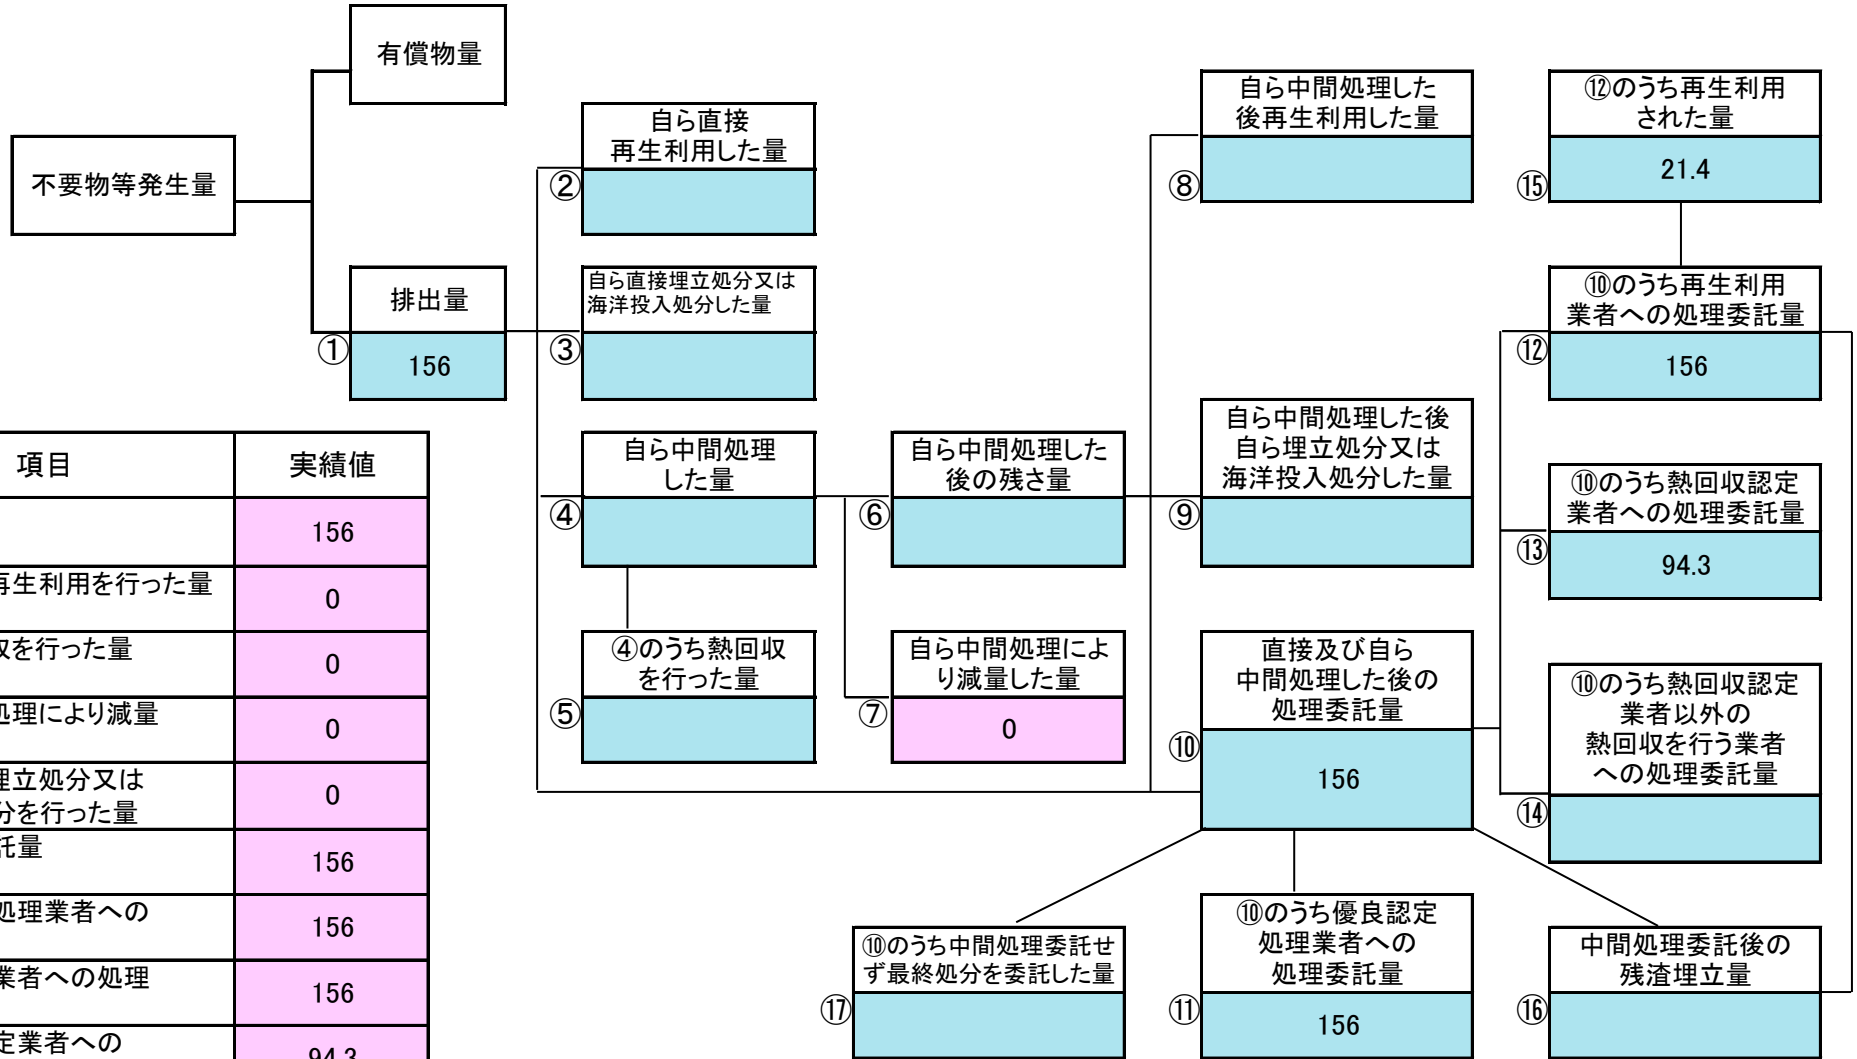 有償物量
不要物等発生量
排出量
①
156
自ら直接
再生利用した量
②
自ら直接埋立処分又は
海洋投入処分した量
③
自ら中間処理
した量
④
④のうち熱回収
を行った量
⑤
自ら中間処理した
後の残さ量
⑥
自ら中間処理によ
り減量した量
⑦
0
自ら中間処理した
後再生利用した量
⑧
自ら中間処理した後
自ら埋立処分又は
海洋投入処分した量
⑨
直接及び自ら
中間処理した後の
処理委託量
⑩
156
⑩のうち優良認定
処理業者への
処理委託量
⑪
156
⑫のうち再生利用
された量
⑮
21.4
⑩のうち再生利用
業者への処理委託量
⑫
156
⑩のうち熱回収認定
業者への処理委託量
⑬
94.3
⑩のうち熱回収認定
業者以外の
熱回収を行う業者
への処理委託量
⑭
中間処理委託後の
残渣埋立量
⑯
⑩のうち中間処理委託せ
ず最終処分を委託した量
⑰
項目 実績値
156
再生利用を行った量 0
を行った量 0
処理により減量 0
埋立処分又は
分を行った量 0
託量 156
処理業者への 156
業者への処理 156
定業者への 94.3